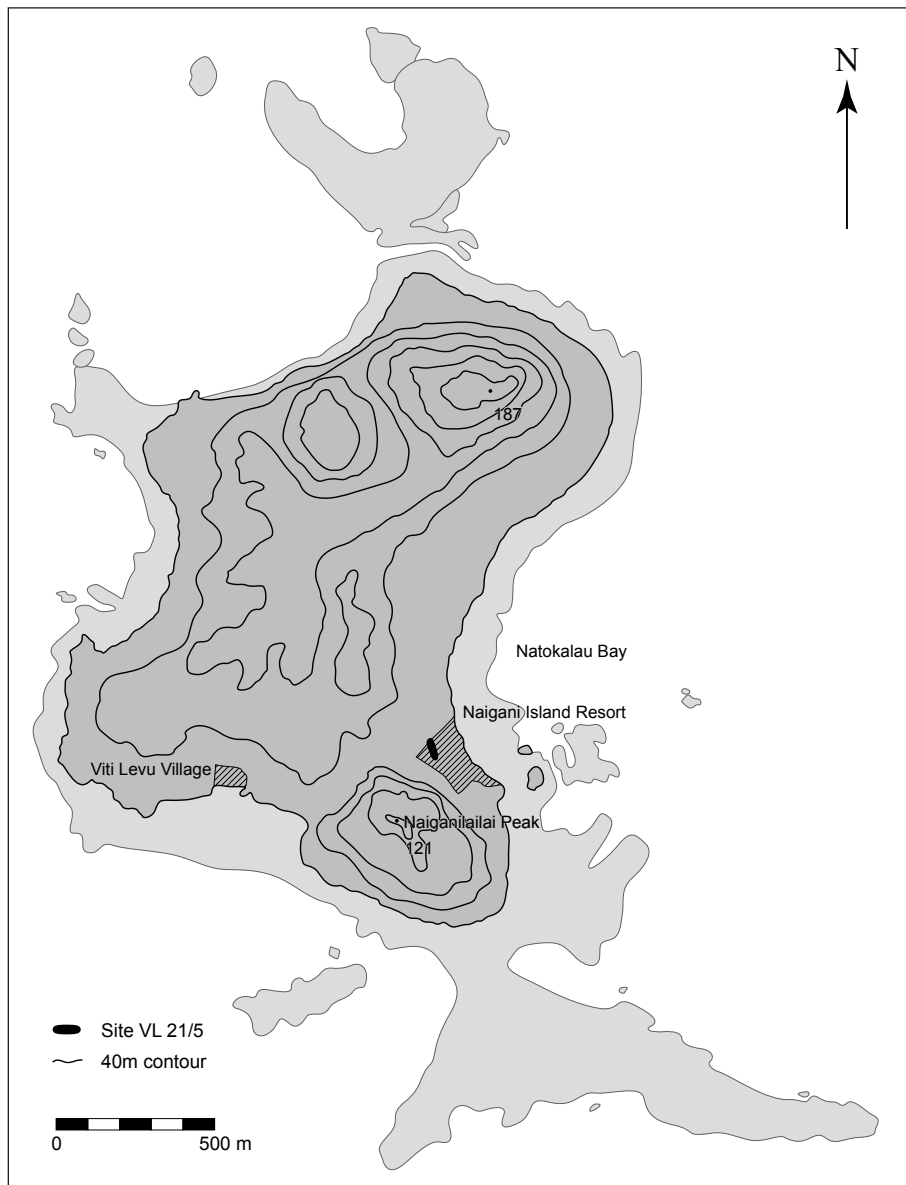 N
187
Natokalau Bay
Naigani Island Resort
Viti Levu Village
Naiganilailai Peak
121
Site VL 21/5
40m contour
0 500 m